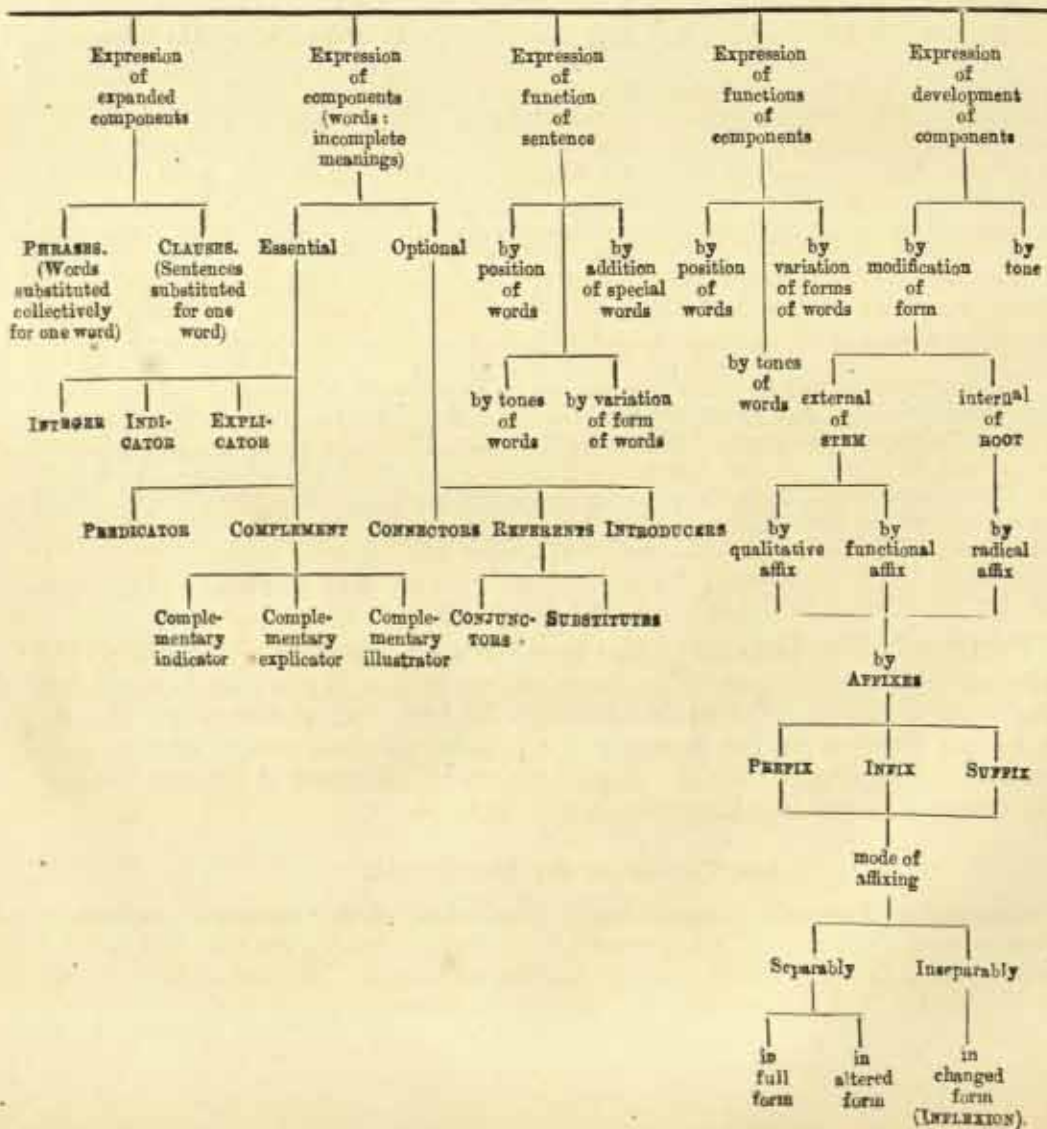 Expression
of
expanded
components
Expression
of
components
(words:
incomplete
meanings)
Expression
of
function
of
sentence
Expression
of
functions
of
components
Expression
of
development
of
components
PHRASES.
(Words
substituted
collectively
for one word)
CLAUSES.
(Sentences
substituted
for one
word)
Essential
Optional
by
position
of
words
by
addition
of special
words
by
position
of
words
by
variation
of forms
of words
by
modification
of
form
by
tone
INTEGER
INDI-
CATOR
EXPLI-
CATOR
by tones
of
words
by variation
of form
of words
by tones
of
words
external
of
STEM
internal
of
ROOT
PREDICATOR
COMPLEMENT
CONNECTORS
REFERENTS
INTRODUCERS
by
qualitative
affix
by
functional
affix
by
radical
affix
Comple-
mentary
indicator
Comple-
mentary
explicator
Comple-
mentary
illustrator
CONJUNC-
TORS
SUBSTITUTES
by
AFFIXES
PREFIX
INFIX
SUFFIX
mode of
affixing
Separably
Inseparably
in
full
form
in
altered
form
in
changed
form
(INFLEXION).